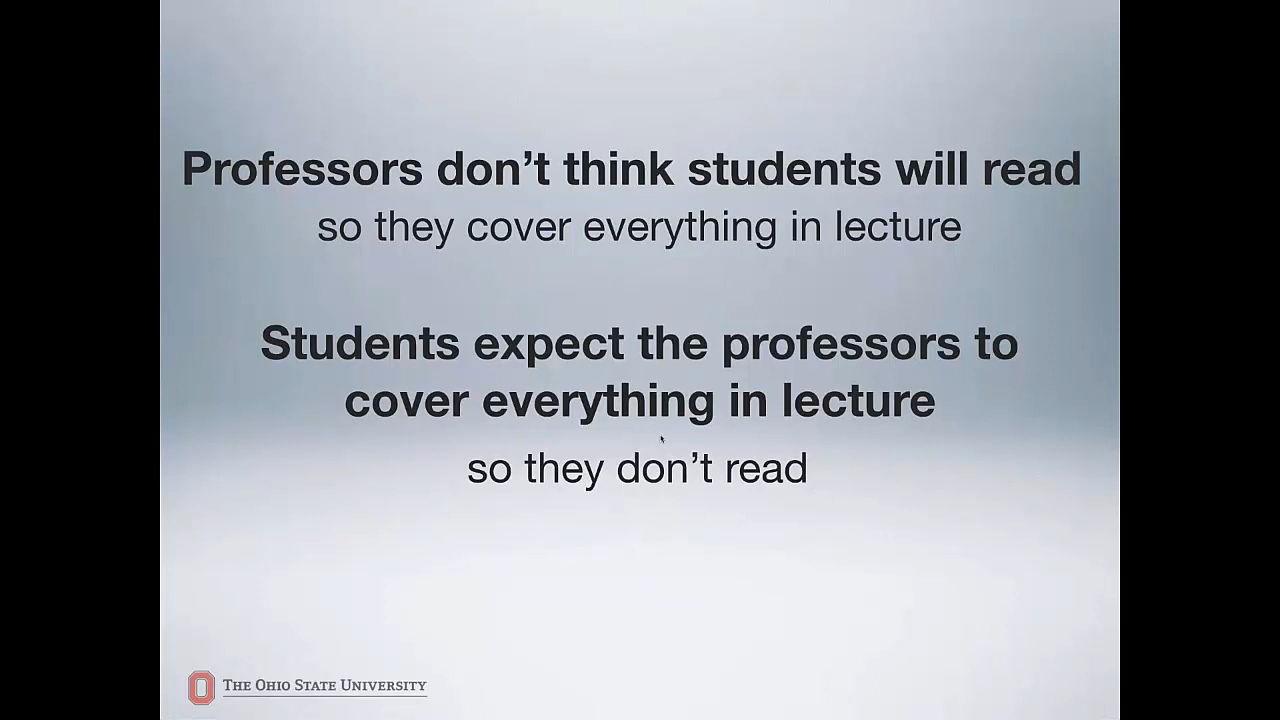 Professors don’t think students will read
so they cover everything in lecture
Students expect the professors to
cover everything in lecture
so they don’t read
THE OHIO STATE UNIVERSITY